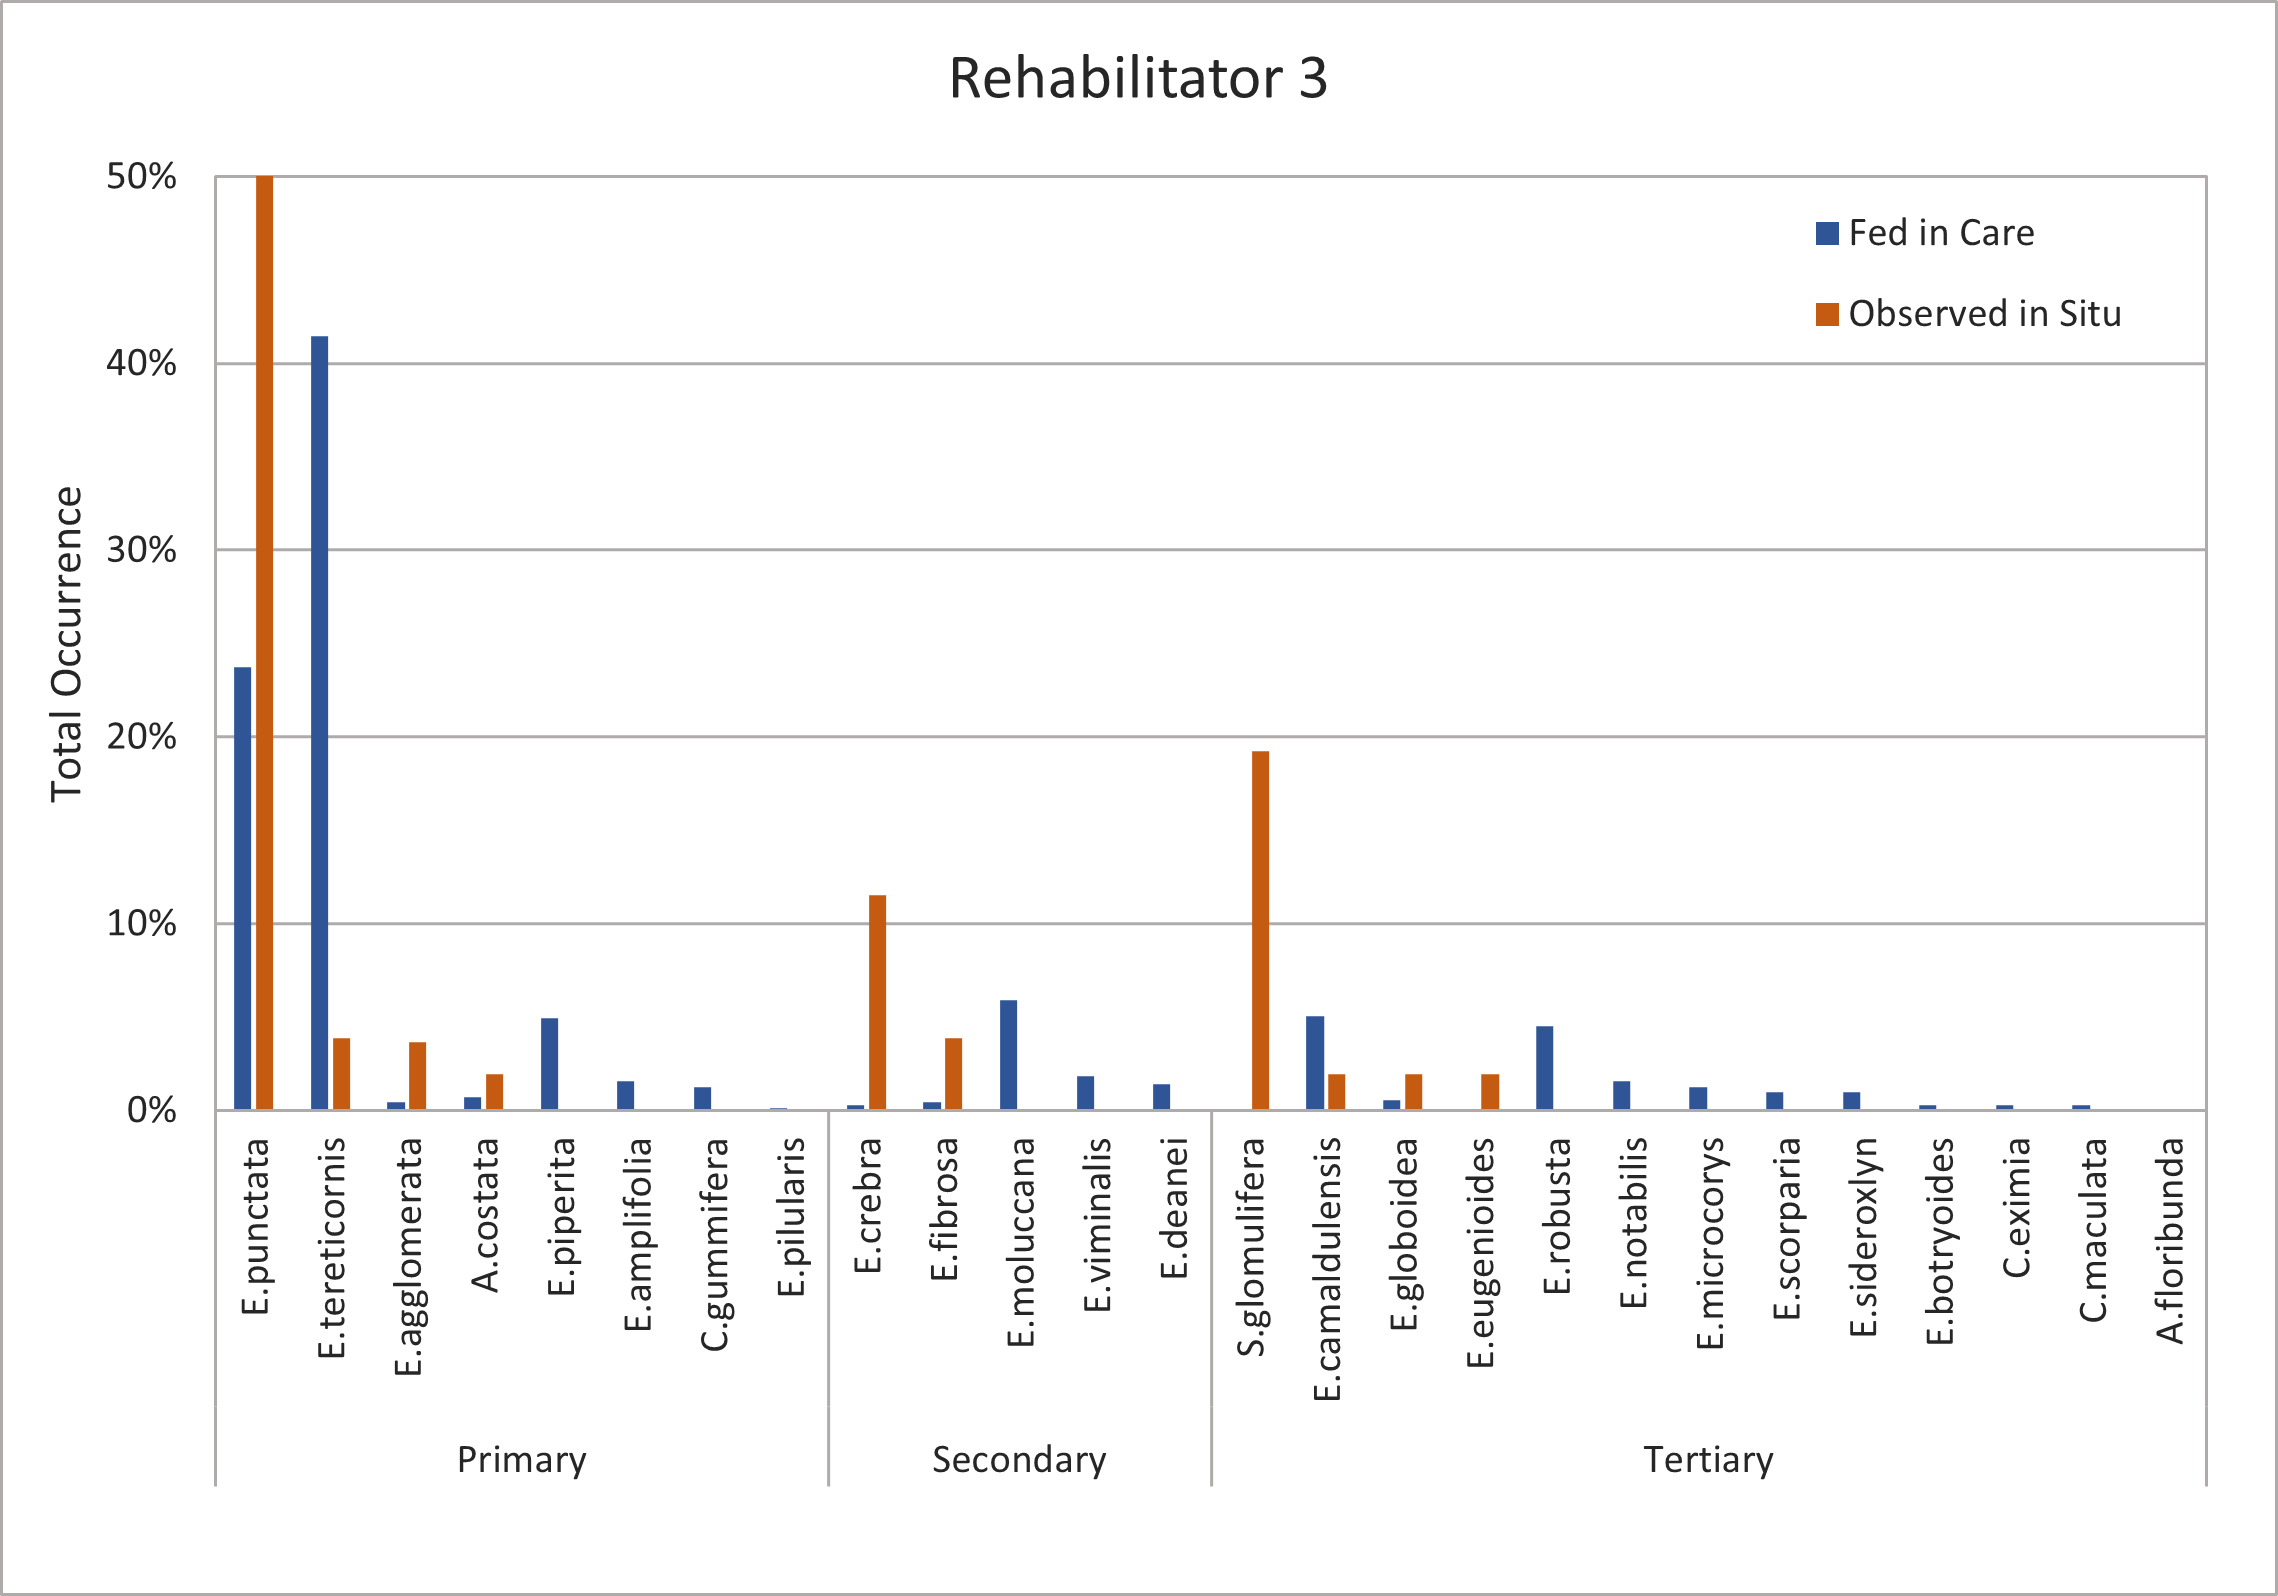 Rehabilitator 3
50%
40%
30%
20%
10%
0%
Total Occurrence
Fed in Care
Observed in Situ
E.punctata
E.tereticornis
E.agglomerata
A.costata
E.piperita
E.amplifolia
C.gummifera
E.pilularis
E.crebra
E.fibrosa
E.moluccana
E.viminalis
E.deanei
S.glomulifera
E.camaldulensis
E.globoidea
E.eugenioides
E.robusta
E.notabilis
E.microcorys
E.scorparia
E.sideroxlyn
E.botryoides
C.eximia
C.maculata
A.floribunda
Primary
Secondary
Tertiary